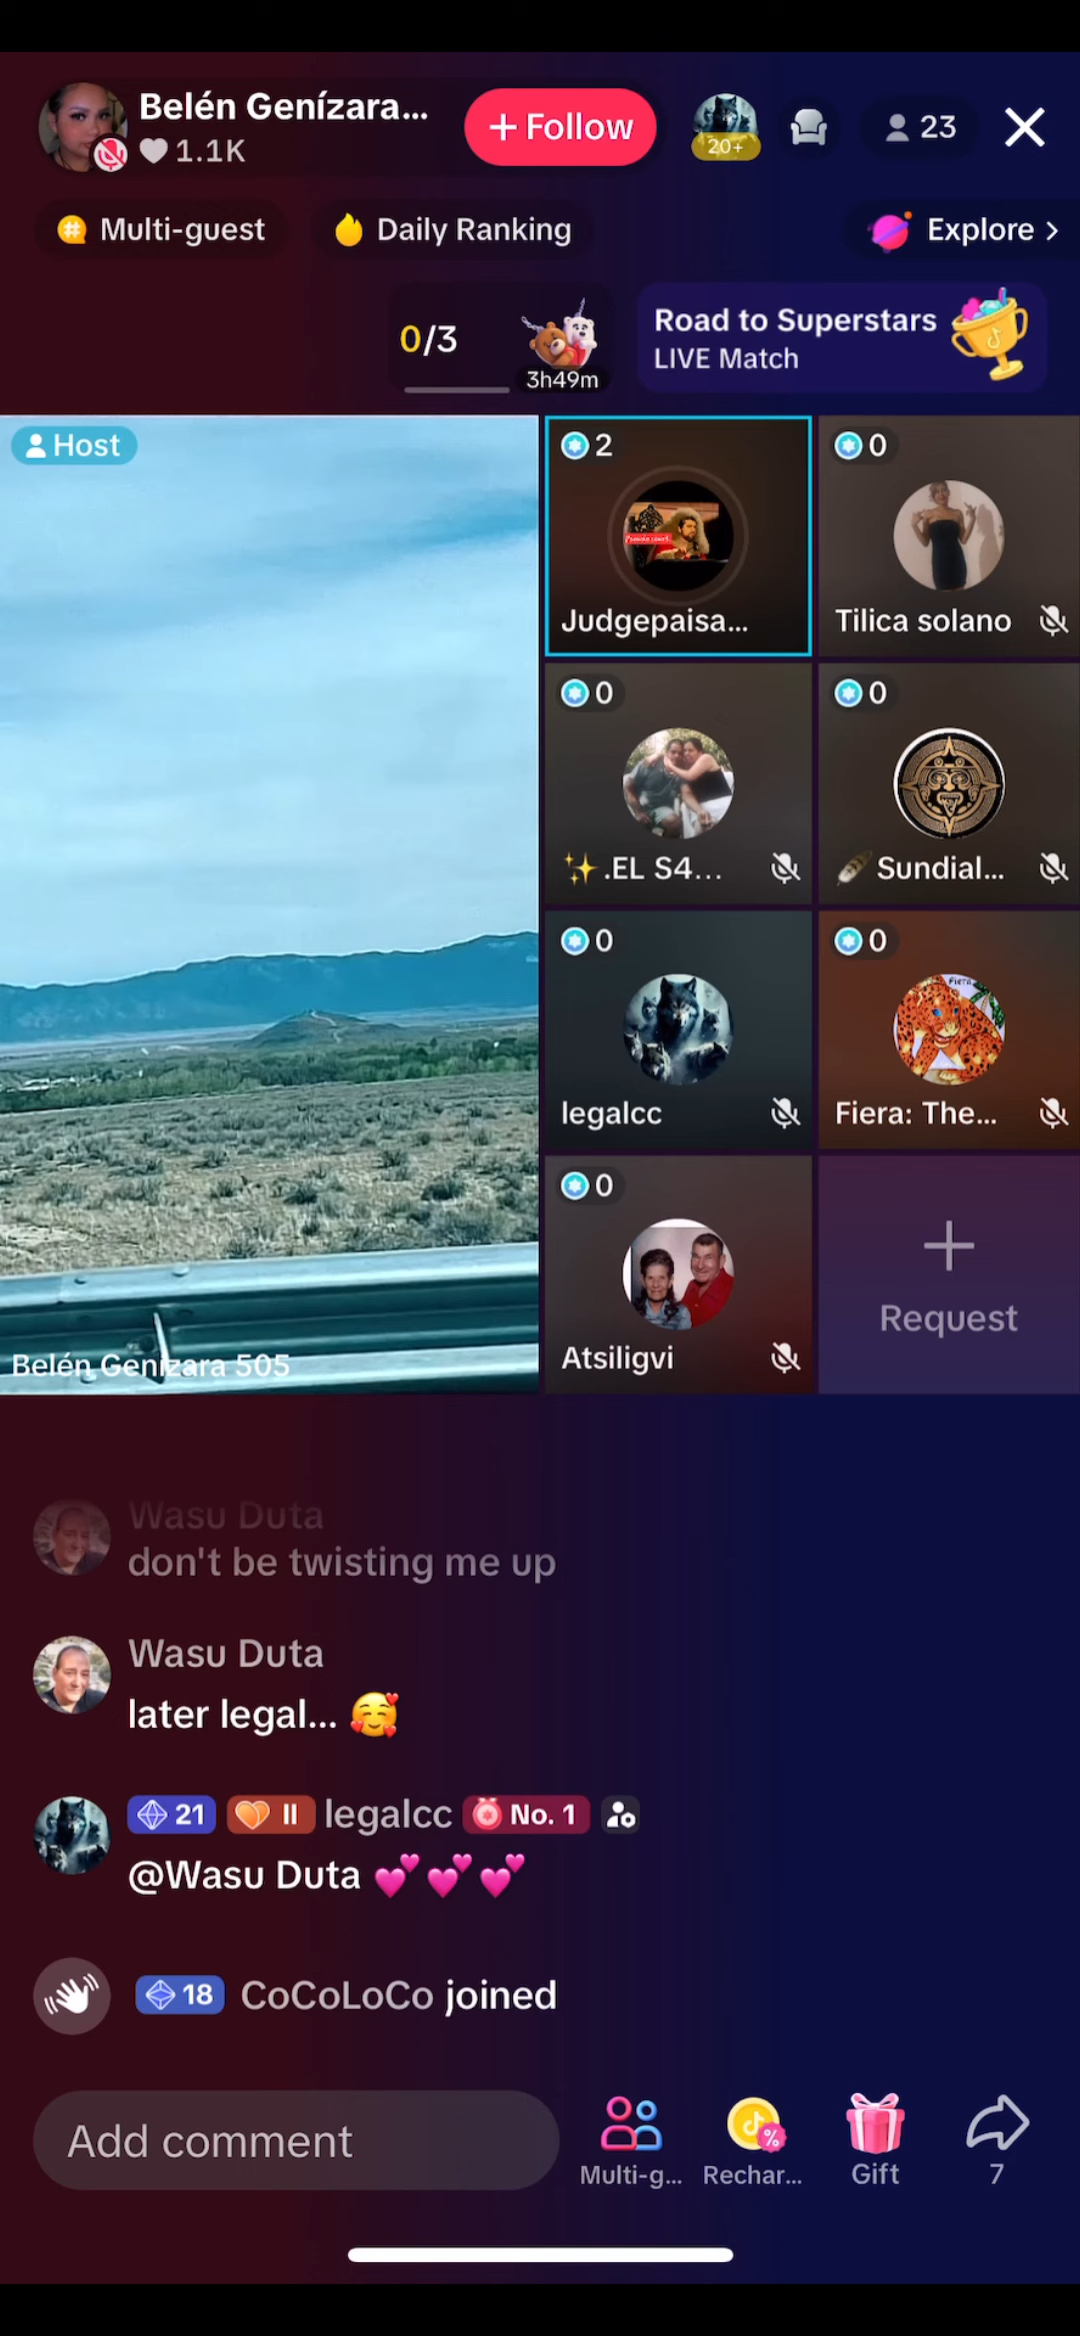 Belén Genízara...
1.1K
+ Follow
20+
23
Multi-guest
Daily Ranking
Explore >
0/3
3h49m
Road to Superstars
LIVE Match
Host
Belén Genízara 505
2
Judgepaisa...
0
Tilica solano
0
✨.EL S4...
0
🪶Sundial...
0
legalcc
0
Fiera
Fiera: The...
0
Atsiligvi
+
Request
Wasu Duta
don't be twisting me up
Wasu Duta
later legal... 🥰
21 II legalcc No. 1
@Wasu Duta 💕💕💕
18 CoCoLoCo joined
Add comment
Multi-g...
Rechar...
Gift
7